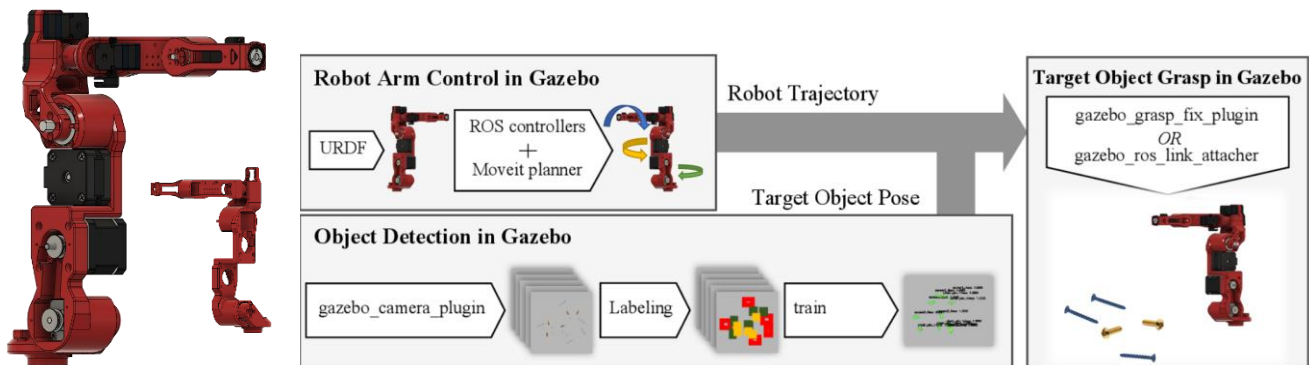 Robot Arm Control in Gazebo
URDF
ROS controllers
+
Moveit planner
Robot Trajectory
Target Object Pose
Object Detection in Gazebo
gazebo_camera_plugin
Labeling
train
Target Object Grasp in Gazebo
gazebo_grasp_fix_plugin
OR
gazebo_ros_link_attacher